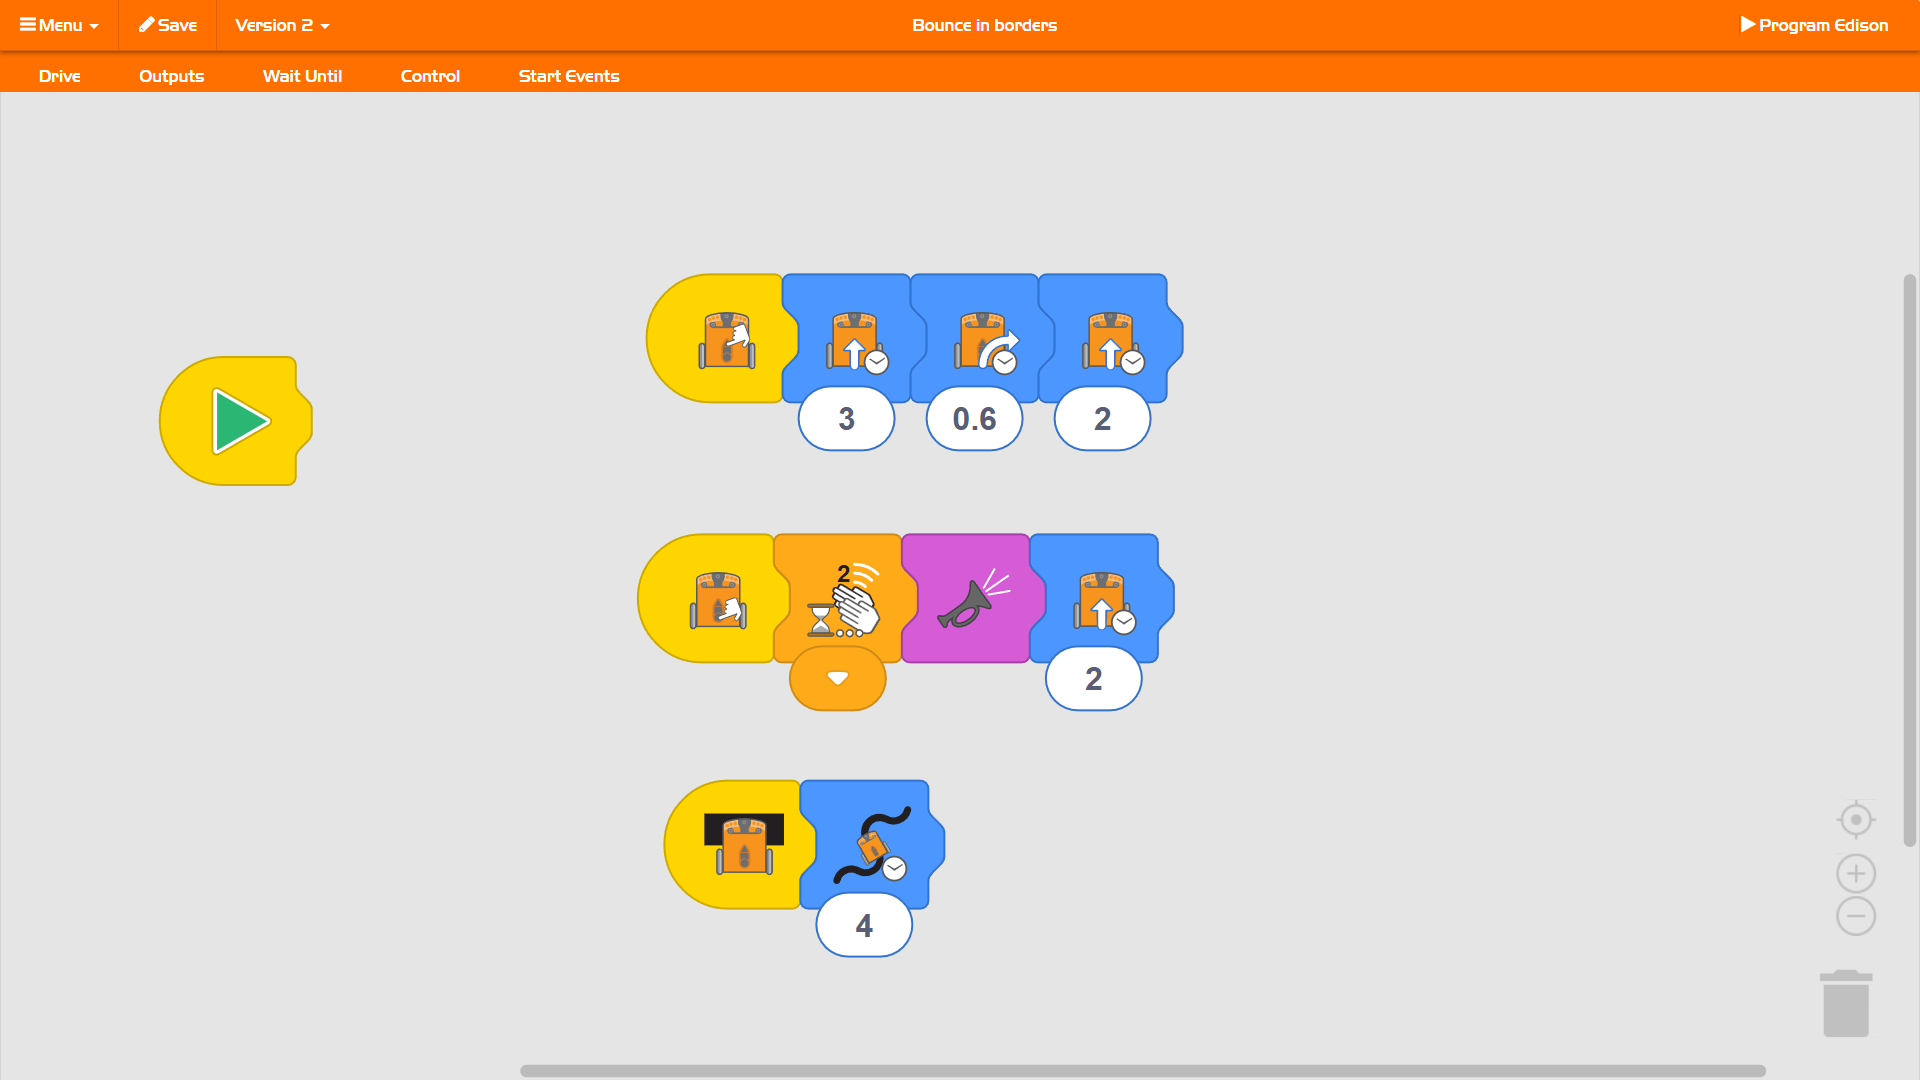 Menu Save Version 2 Bounce in borders Program Edison
Drive Outputs Wait Until Control Start Events
3 0.6 2
2
2
4